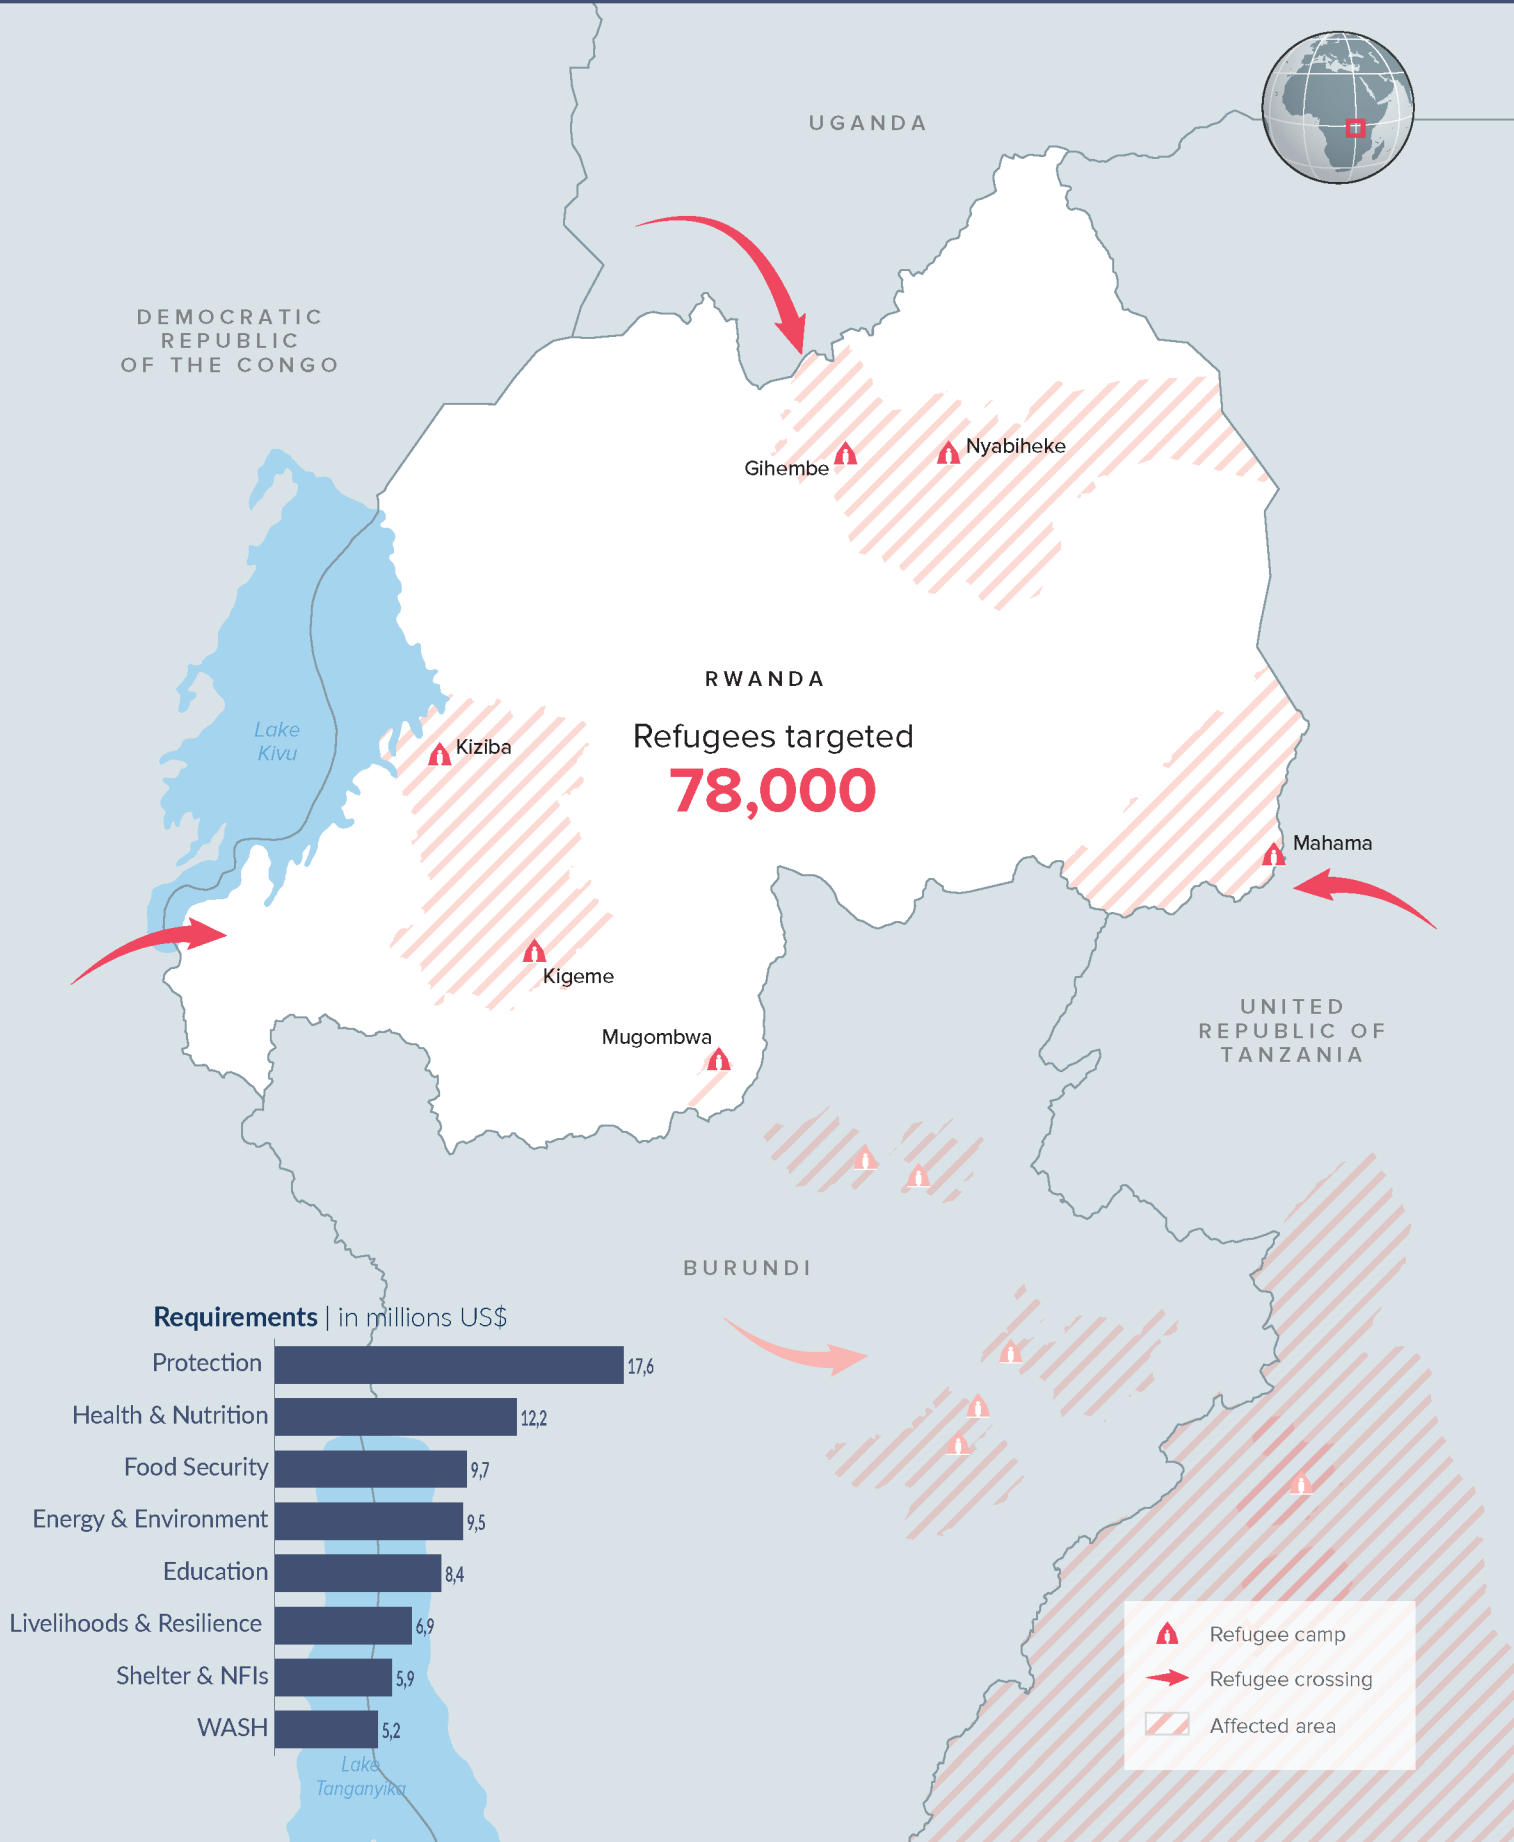 UGANDA
DEMOCRATIC
REPUBLIC
OF THE CONGO
Nyabiheke
Gihembe
RWANDA
Refugees targeted
78,000
Lake
Kivu
Kiziba
Mahama
Kigeme
Mugombwa
UNITED
REPUBLIC OF
TANZANIA
BURUNDI
Requirements | in millions US$
Protection 17,6
Health & Nutrition 12,2
Food Security 9,7
Energy & Environment 9,5
Education 8,4
Livelihoods & Resilience 6,9
Shelter & NFIs 5,9
WASH 5,2
Lake
Tanganyika
Refugee camp
Refugee crossing
Affected area